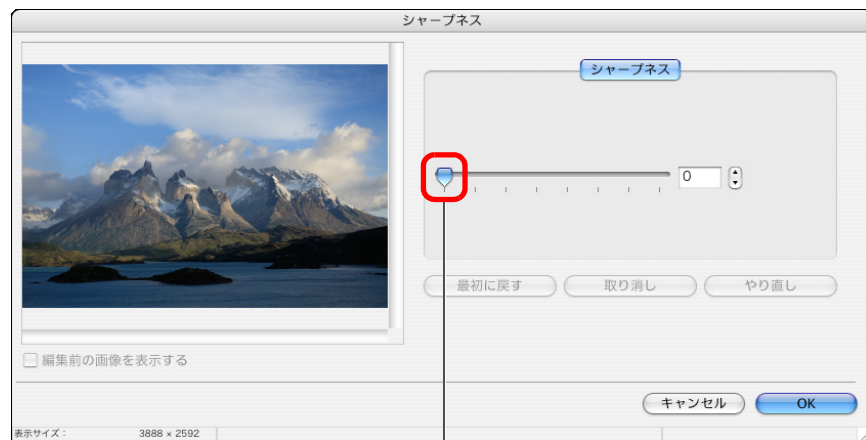 シャープネス
シャープネス
0
最初に戻す 取り消し やり直し
編集前の画像を表示する
キャンセル OK
表示サイズ： 3888 × 2592